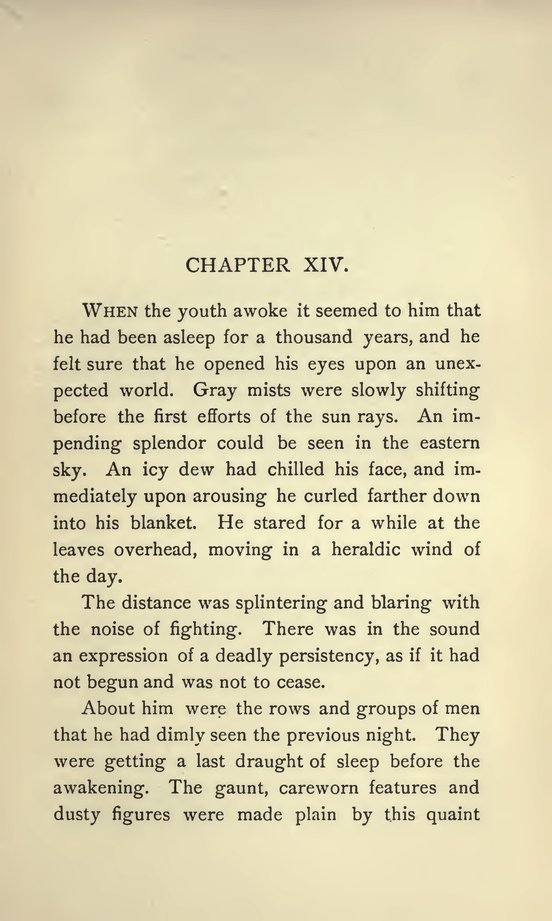 CHAPTER XIV.
WHEN the youth awoke it seemed to him that
he had been asleep for a thousand years, and he
felt sure that he opened his eyes upon an unex-
pected world. Gray mists were slowly shifting
before the first efforts of the sun rays. An im-
pending splendor could be seen in the eastern
sky. An icy dew had chilled his face, and im-
mediately upon arousing he curled farther down
into his blanket. He stared for a while at the
leaves overhead, moving in a heraldic wind of
the day.
The distance was splintering and blaring with
the noise of fighting. There was in the sound
an expression of a deadly persistency, as if it had
not begun and was not to cease.
About him were the rows and groups of men
that he had dimly seen the previous night. They
were getting a last draught of sleep before the
awakening. The gaunt, careworn features and
dusty figures were made plain by this quaint